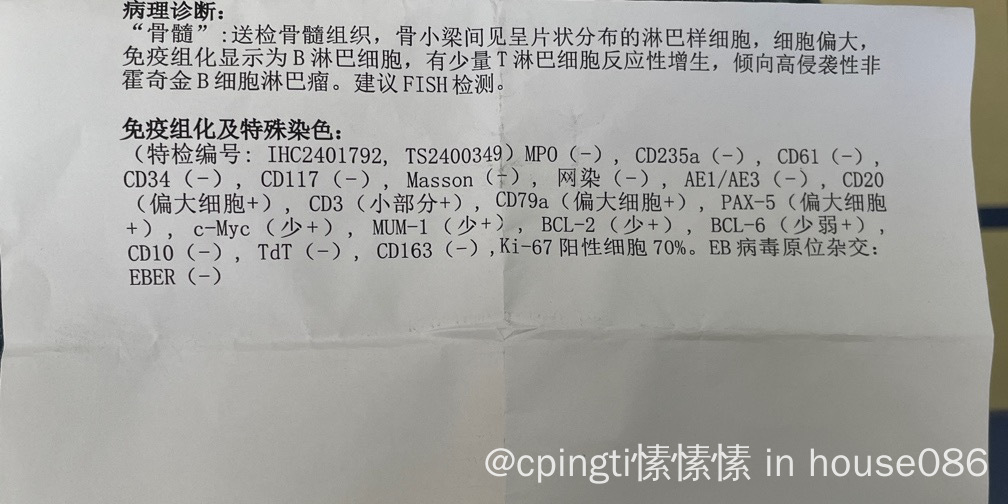 病理诊断：
“骨髓”:送检骨髓组织，骨小梁间见呈片状分布的淋巴样细胞，细胞偏大，
免疫组化显示为B淋巴细胞，有少量T淋巴细胞反应性增生，倾向高侵袭性非
霍奇金B细胞淋巴瘤。建议FISH检测。
免疫组化及特殊染色：
（特检编号: IHC2401792, TS2400349）MPO（-）, CD235a（-）, CD61（-）,
CD34（-）, CD117（-）, Masson（+）, 网染（-）, AE1/AE3（-）, CD20
（偏大细胞+）, CD3（小部分+）, CD79a（偏大细胞+）, PAX-5（偏大细胞
+）, c-Myc（少+）, MUM-1（少+）, BCL-2（少+）, BCL-6（少弱+）,
CD10（-）, TdT（-）, CD163（-）,Ki-67阳性细胞70%。EB病毒原位杂交：
EBER（-）
@cpingti愫愫愫 in house086